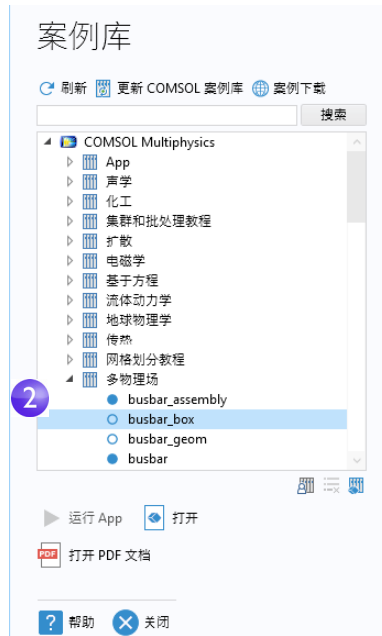 案例库
刷新 更新 COMSOL 案例库 案例下载
搜索
COMSOL Multiphysics
App
声学
化工
集群和批处理教程
扩散
电磁学
基于方程
流体动力学
地球物理学
传热
网格划分教程
多物理场
2
busbar_assembly
busbar_box
busbar_geom
busbar
运行 App 打开
PDF 打开 PDF 文档
? 帮助 关闭